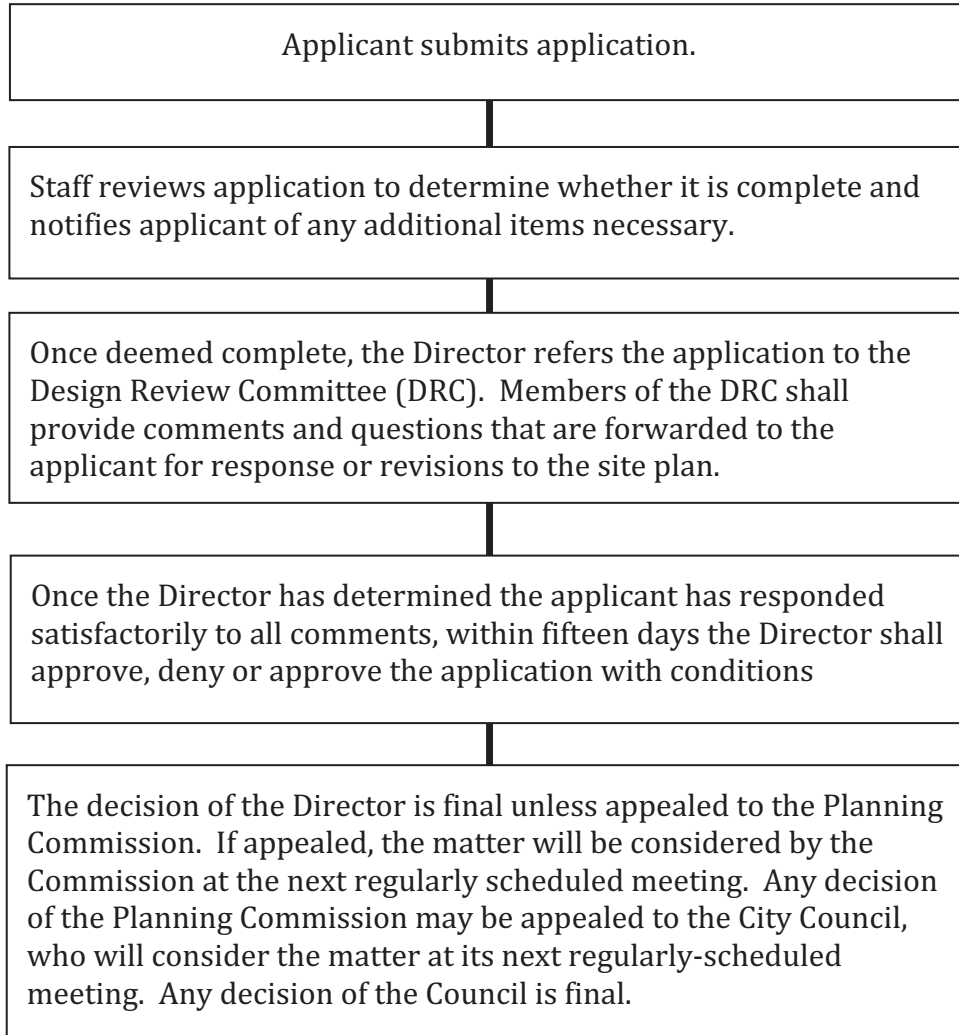 Applicant submits application.
Staff reviews application to determine whether it is complete and
notifies applicant of any additional items necessary.
Once deemed complete, the Director refers the application to the
Design Review Committee (DRC).  Members of the DRC shall
provide comments and questions that are forwarded to the
applicant for response or revisions to the site plan.
Once the Director has determined the applicant has responded
satisfactorily to all comments, within fifteen days the Director shall
approve, deny or approve the application with conditions
The decision of the Director is final unless appealed to the Planning
Commission.  If appealed, the matter will be considered by the
Commission at the next regularly scheduled meeting.  Any decision
of the Planning Commission may be appealed to the City Council,
who will consider the matter at its next regularly-scheduled
meeting.  Any decision of the Council is final.